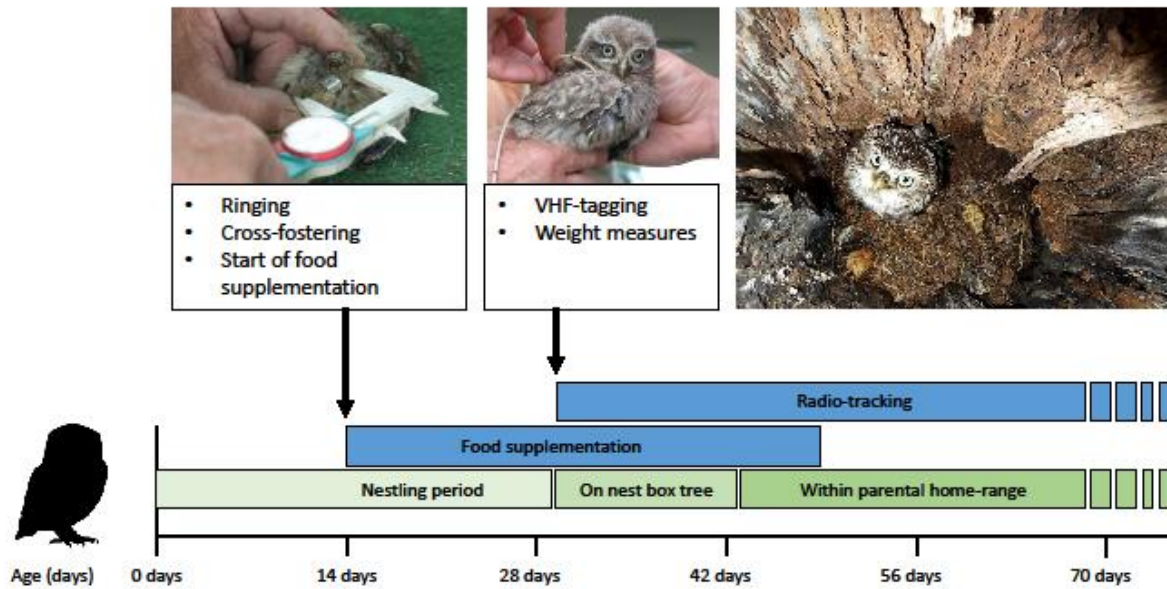 • Ringing
• Cross-fostering
• Start of food
supplementation
• VHF-tagging
• Weight measures
Radio-tracking
Food supplementation
Nestling period
On nest box tree
Within parental home-range
Age (days)
0 days
14 days
28 days
42 days
56 days
70 days